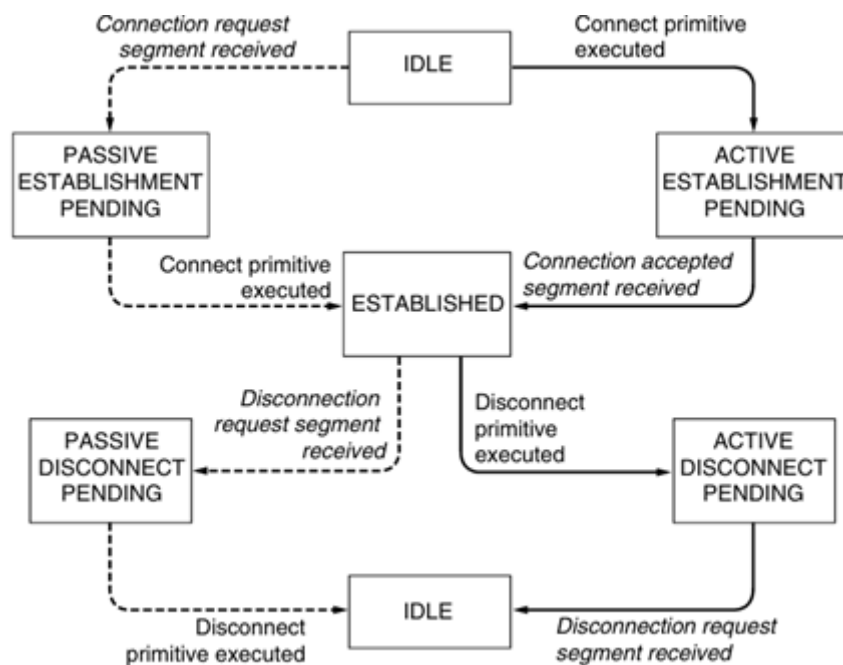 Connection request
segment received
IDLE
Connect primitive
executed
PASSIVE
ESTABLISHMENT
PENDING
ACTIVE
ESTABLISHMENT
PENDING
Connect primitive
executed
ESTABLISHED
Connection accepted
segment received
Disconnection
request segment
received
Disconnect
primitive
executed
PASSIVE
DISCONNECT
PENDING
ACTIVE
DISCONNECT
PENDING
Disconnect
primitive executed
IDLE
Disconnection request
segment received